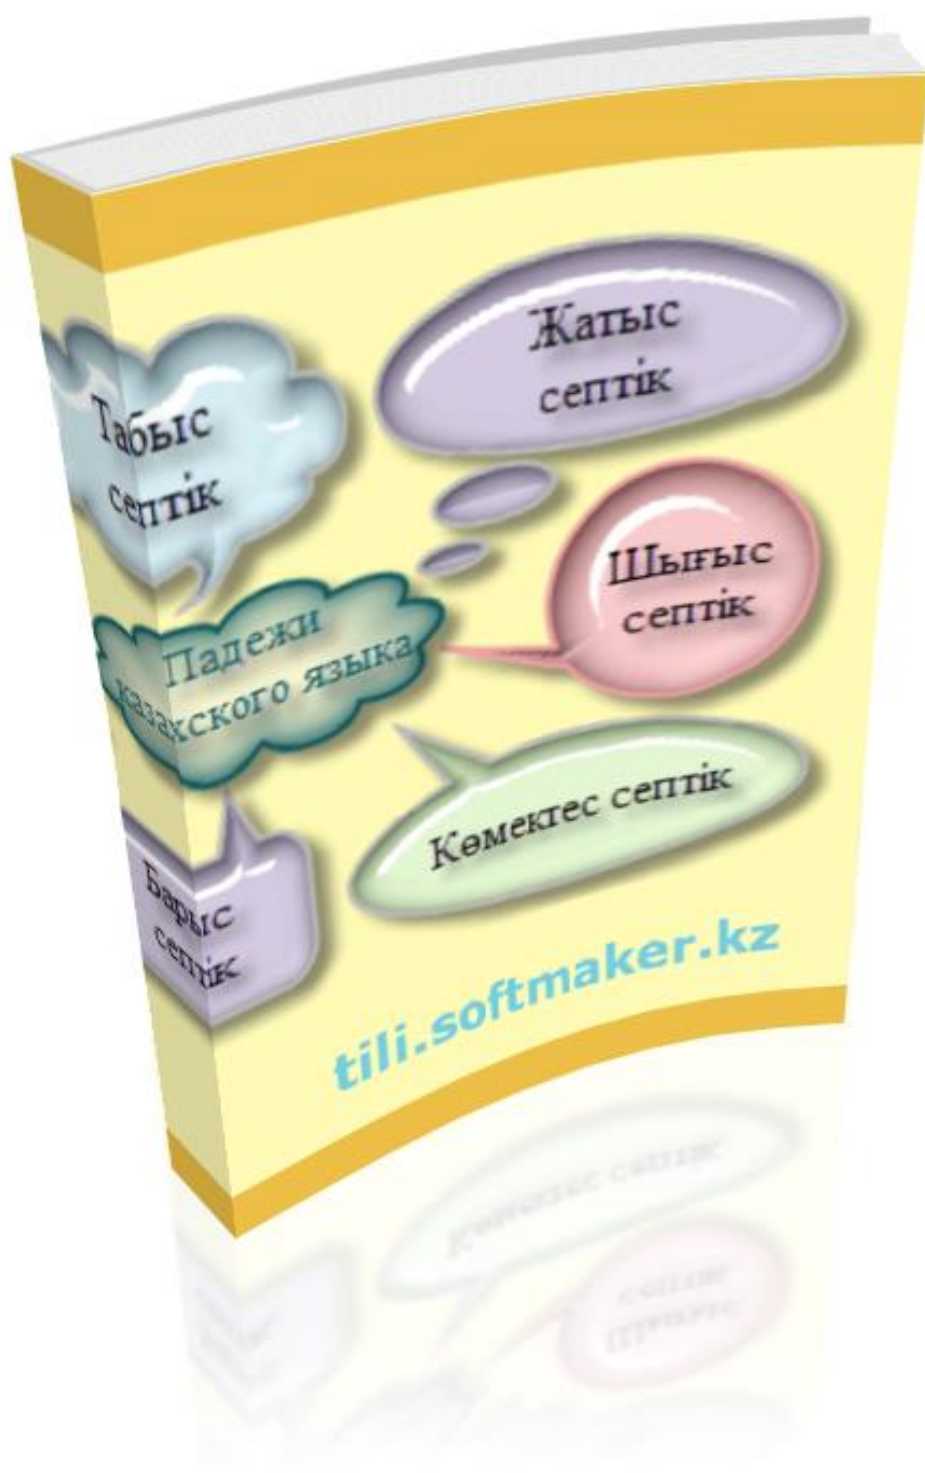 Жатыс
септік
Табыс
септік
Шығыс
септік
Падежи
казахского языка
Көмектес септік
Барыс
септік
tili.softmaker.kz